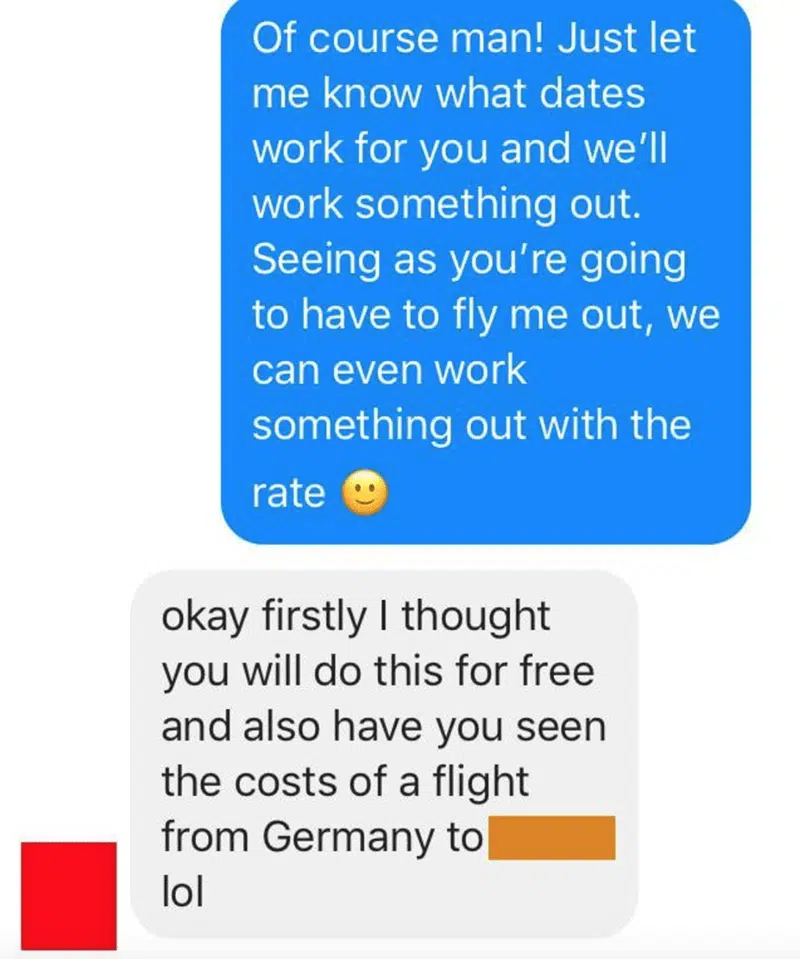 Of course man! Just let
me know what dates
work for you and we'll
work something out.
Seeing as you're going
to have to fly me out, we
can even work
something out with the
rate 🙂
okay firstly I thought
you will do this for free
and also have you seen
the costs of a flight
from Germany to
lol